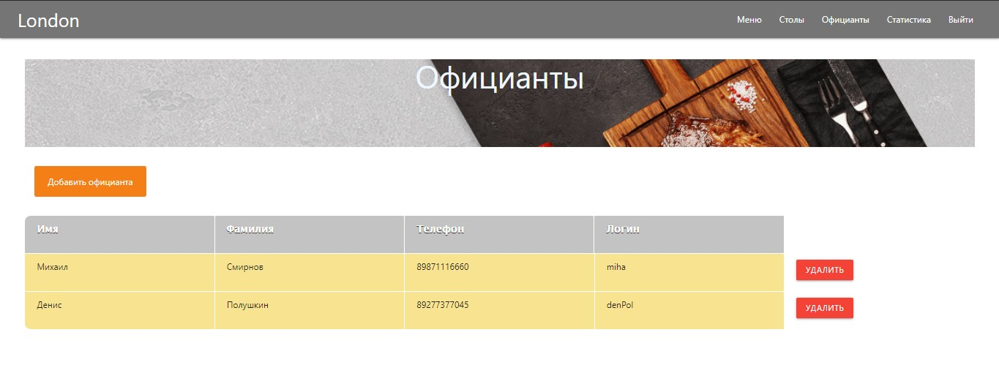 London
Меню Столы Официанты Статистика Выйти
Официанты
Добавить официанта
Имя Фамилия Телефон Логин
Михаил Смирнов 89871116660 miha УДАЛИТЬ
Денис Полушкин 89277377045 denPol УДАЛИТЬ